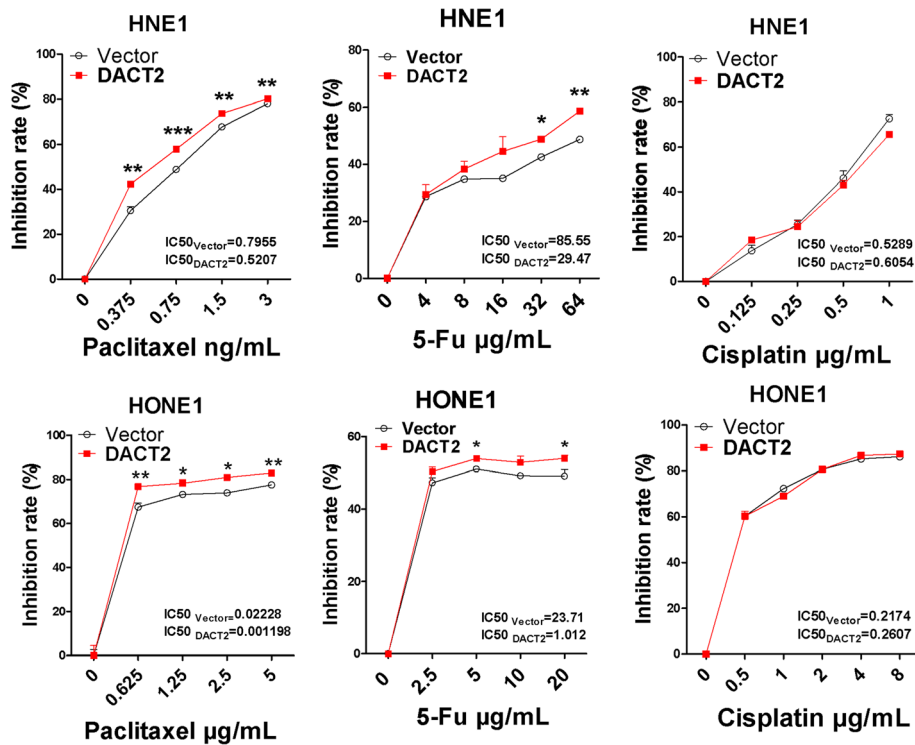 HNE1
Vector
DACT2
Inhibition rate (%)
100
80
60
40
20
0
**
***
**
**
IC50 Vector=0.7955
IC50DACT2=0.5207
0
0.375
0.75
1.5
3
Paclitaxel ng/mL
HNE1
Vector
DACT2
Inhibition rate (%)
80
60
40
20
0
*
**
IC50 Vector=85.55
IC50 DACT2=29.47
0
4
8
16
32
64
5-Fu µg/mL
HNE1
Vector
DACT2
Inhibition rate (%)
100
80
60
40
20
0
IC50 Vector=0.5289
IC50 DACT2=0.6054
0
0.125
0.25
0.5
1
Cisplatin µg/mL
HONE1
Vector
DACT2
Inhibition rate (%)
100
80
60
40
20
0
**
*
*
**
IC50 Vector=0.02228
IC50 DACT2=0.001198
0
0.625
1.25
2.5
5
Paclitaxel µg/mL
HONE1
Vector
DACT2
Inhibition rate (%)
60
40
20
0
*
*
IC50 Vector=23.71
IC50 DACT2=1.012
0
2.5
5
10
20
5-Fu µg/mL
HONE1
Vector
DACT2
Inhibition rate (%)
100
80
60
40
20
0
IC50Vector=0.2174
IC50DACT2=0.2607
0
0.5
1
2
4
8
Cisplatin µg/mL